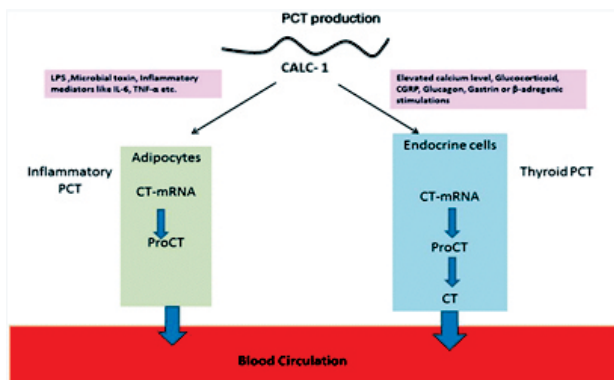 PCT production
CALC- 1
LPS ,Microbial toxin, Inflammatory
mediators like IL-6, TNF-α etc.
Elevated calcium level, Glucocorticoid,
CGRP, Glucagon, Gastrin or β-adregenic
stimulations
Inflammatory
PCT
Adipocytes
CT-mRNA
ProCT
Endocrine cells
CT-mRNA
ProCT
CT
Thyroid PCT
Blood Circulation